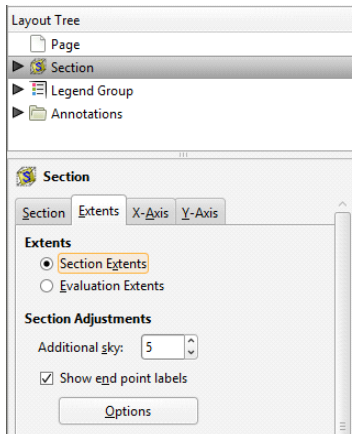 Layout Tree
Page
Section
Legend Group
Annotations
Section
Section Extents X-Axis Y-Axis
Extents
Section Extents
Evaluation Extents
Section Adjustments
Additional sky: 5
Show end point labels
Options